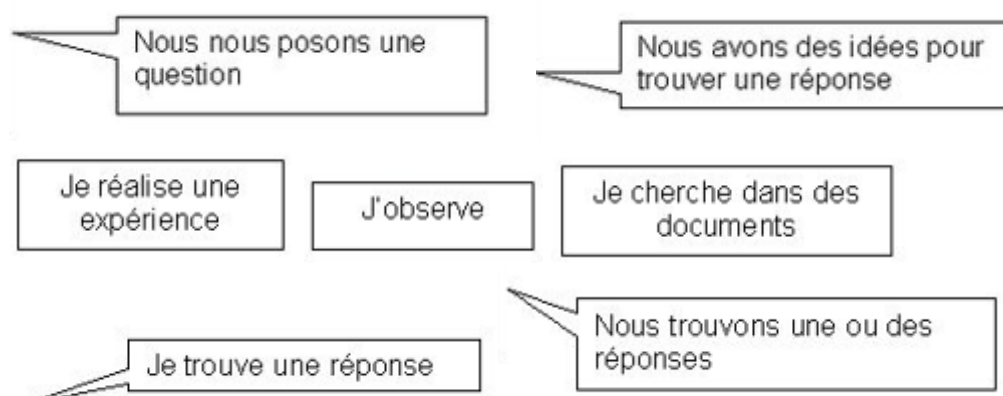 Nous nous posons une
question
Nous avons des idées pour
trouver une réponse
Je réalise une
expérience
J'observe
Je cherche dans des
documents
Nous trouvons une ou des
réponses
Je trouve une réponse